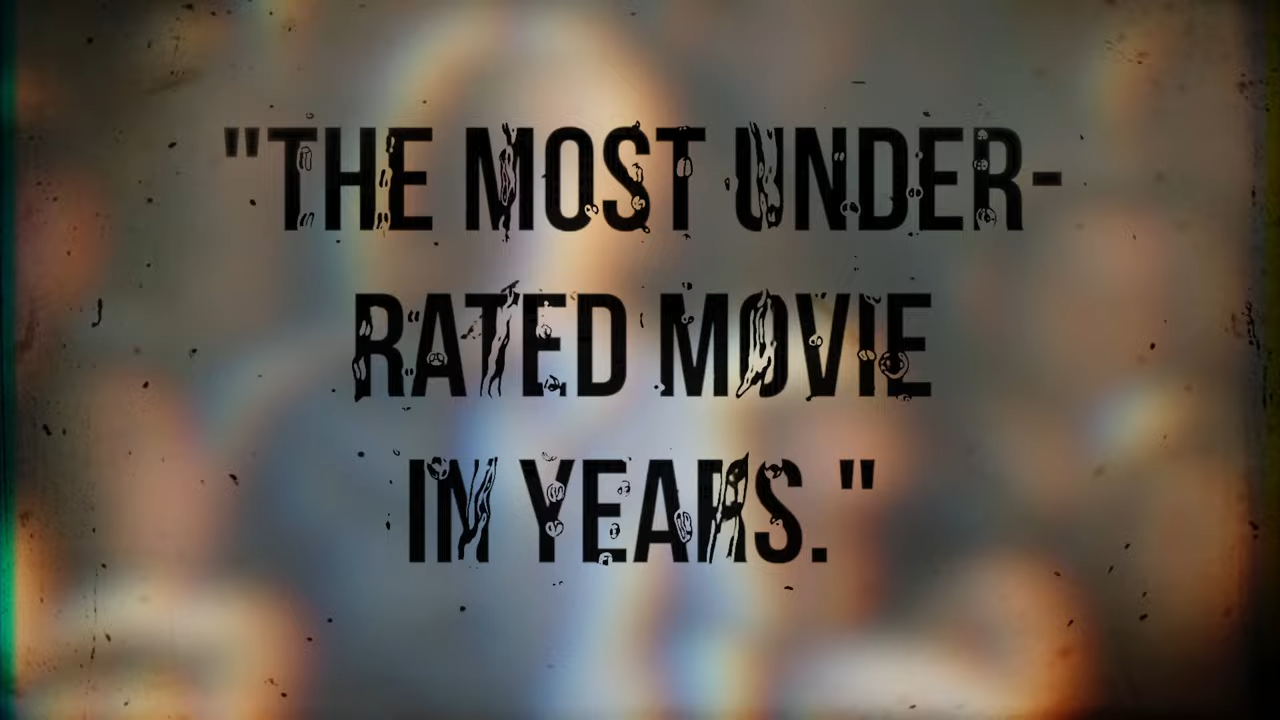 "THE MOST UNDER-
RATED MOVIE
IN YEARS."